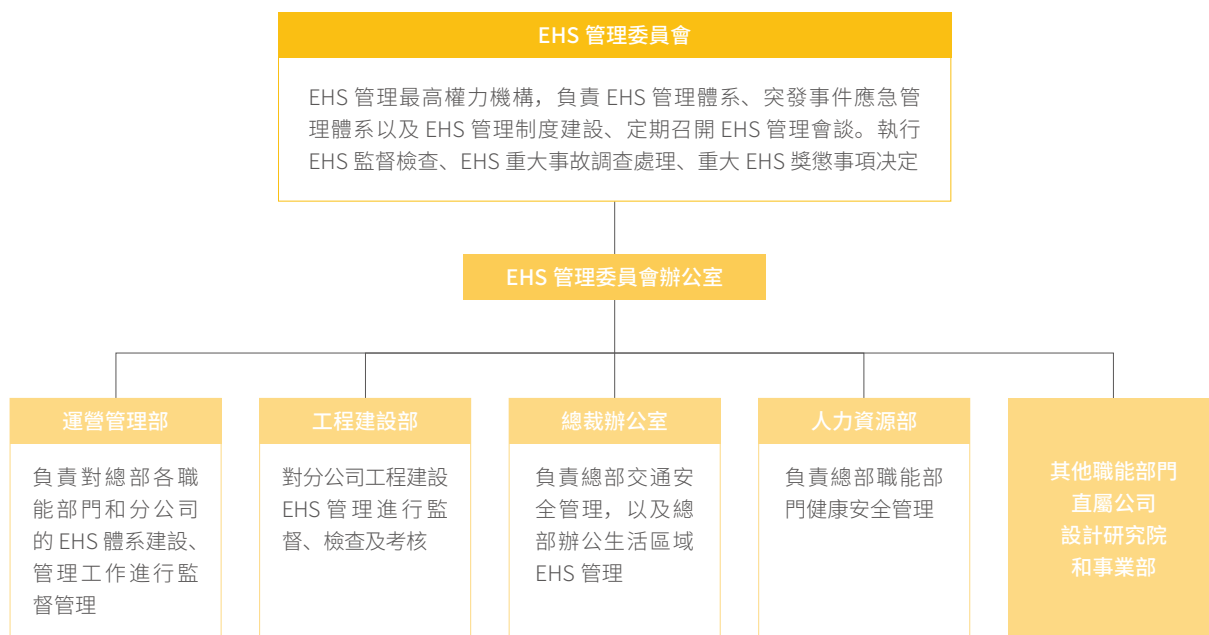 EHS 管理委員會
EHS 管理最高權力機構，負責 EHS 管理體系、突發事件應急管
理體系以及 EHS 管理制度建設、定期召開 EHS 管理會談。執行
EHS 監督檢查、EHS 重大事故調查處理、重大 EHS 獎懲事項決定
EHS 管理委員會辦公室
運營管理部
負責對總部各職
能部門和分公司
的 EHS 體系建設、
管理工作進行監
督管理
工程建設部
對分公司工程建設
EHS 管理進行監
督、檢查及考核
總裁辦公室
負責總部交通安
全管理，以及總
部辦公生活區域
EHS 管理
人力資源部
負責總部職能部
門健康安全管理
其他職能部門
直屬公司
設計研究院
和事業部